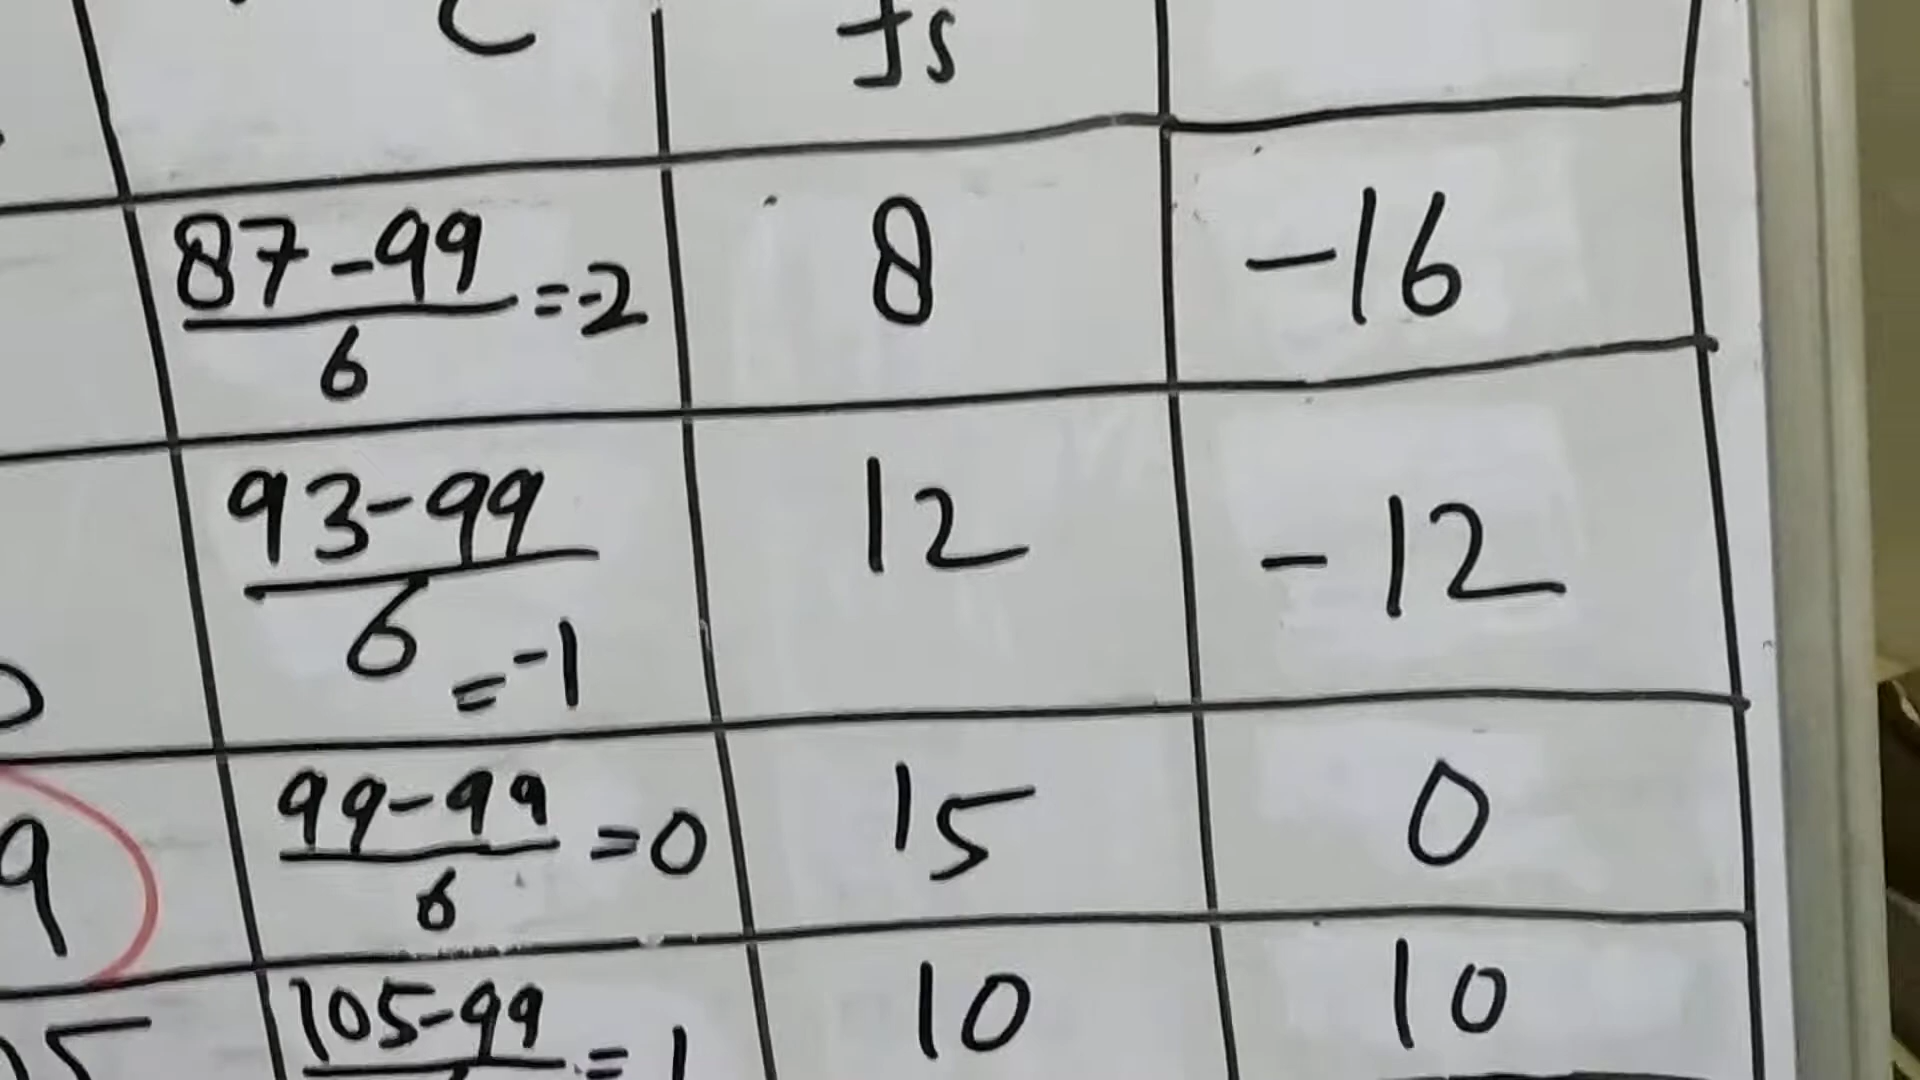 C fs
87-99/6 =-2 8 -16
93-99/6 =-1 12 -12
99-99/6 =0 15 0
105-99 =1 10 10